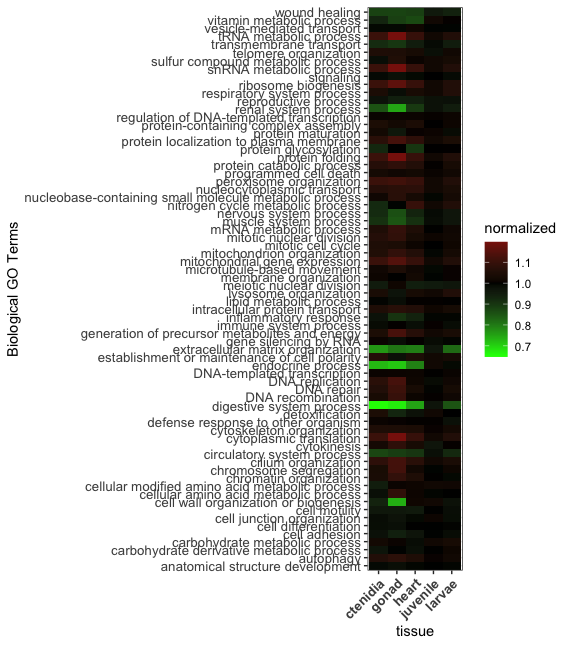 wound healing
vitamin metabolic process
vesicle-mediated transport
tRNA metabolic process
transmembrane transport
telomere organization
sulfur compound metabolic process
snRNA metabolic process
signaling
ribosome biogenesis
respiratory system process
reproductive process
renal system process
regulation of DNA-templated transcription
protein-containing complex assembly
protein maturation
protein localization to plasma membrane
protein glycosylation
protein folding
protein catabolic process
programmed cell death
peroxisome organization
nucleocytoplasmic transport
nucleobase-containing small molecule metabolic process
nitrogen cycle metabolic process
nervous system process
muscle system process
mRNA metabolic process
mitotic nuclear division
mitotic cell cycle
mitochondrion organization
mitochondrial gene expression
microtubule-based movement
membrane organization
meiotic nuclear division
lysosome organization
lipid metabolic process
intracellular protein transport
inflammatory response
immune system process
generation of precursor metabolites and energy
gene silencing by RNA
extracellular matrix organization
establishment or maintenance of cell polarity
endocrine process
DNA-templated transcription
DNA replication
DNA repair
DNA recombination
digestive system process
detoxification
defense response to other organism
cytoskeleton organization
cytoplasmic translation
cytokinesis
circulatory system process
cilium organization
chromosome segregation
chromatin organization
cellular modified amino acid metabolic process
cellular amino acid metabolic process
cell wall organization or biogenesis
cell motility
cell junction organization
cell differentiation
cell adhesion
carbohydrate metabolic process
carbohydrate derivative metabolic process
autophagy
anatomical structure development
Biological GO Terms
ctenidia
gonad
heart
juvenile
larvae
tissue
normalized
1.1
1.0
0.9
0.8
0.7